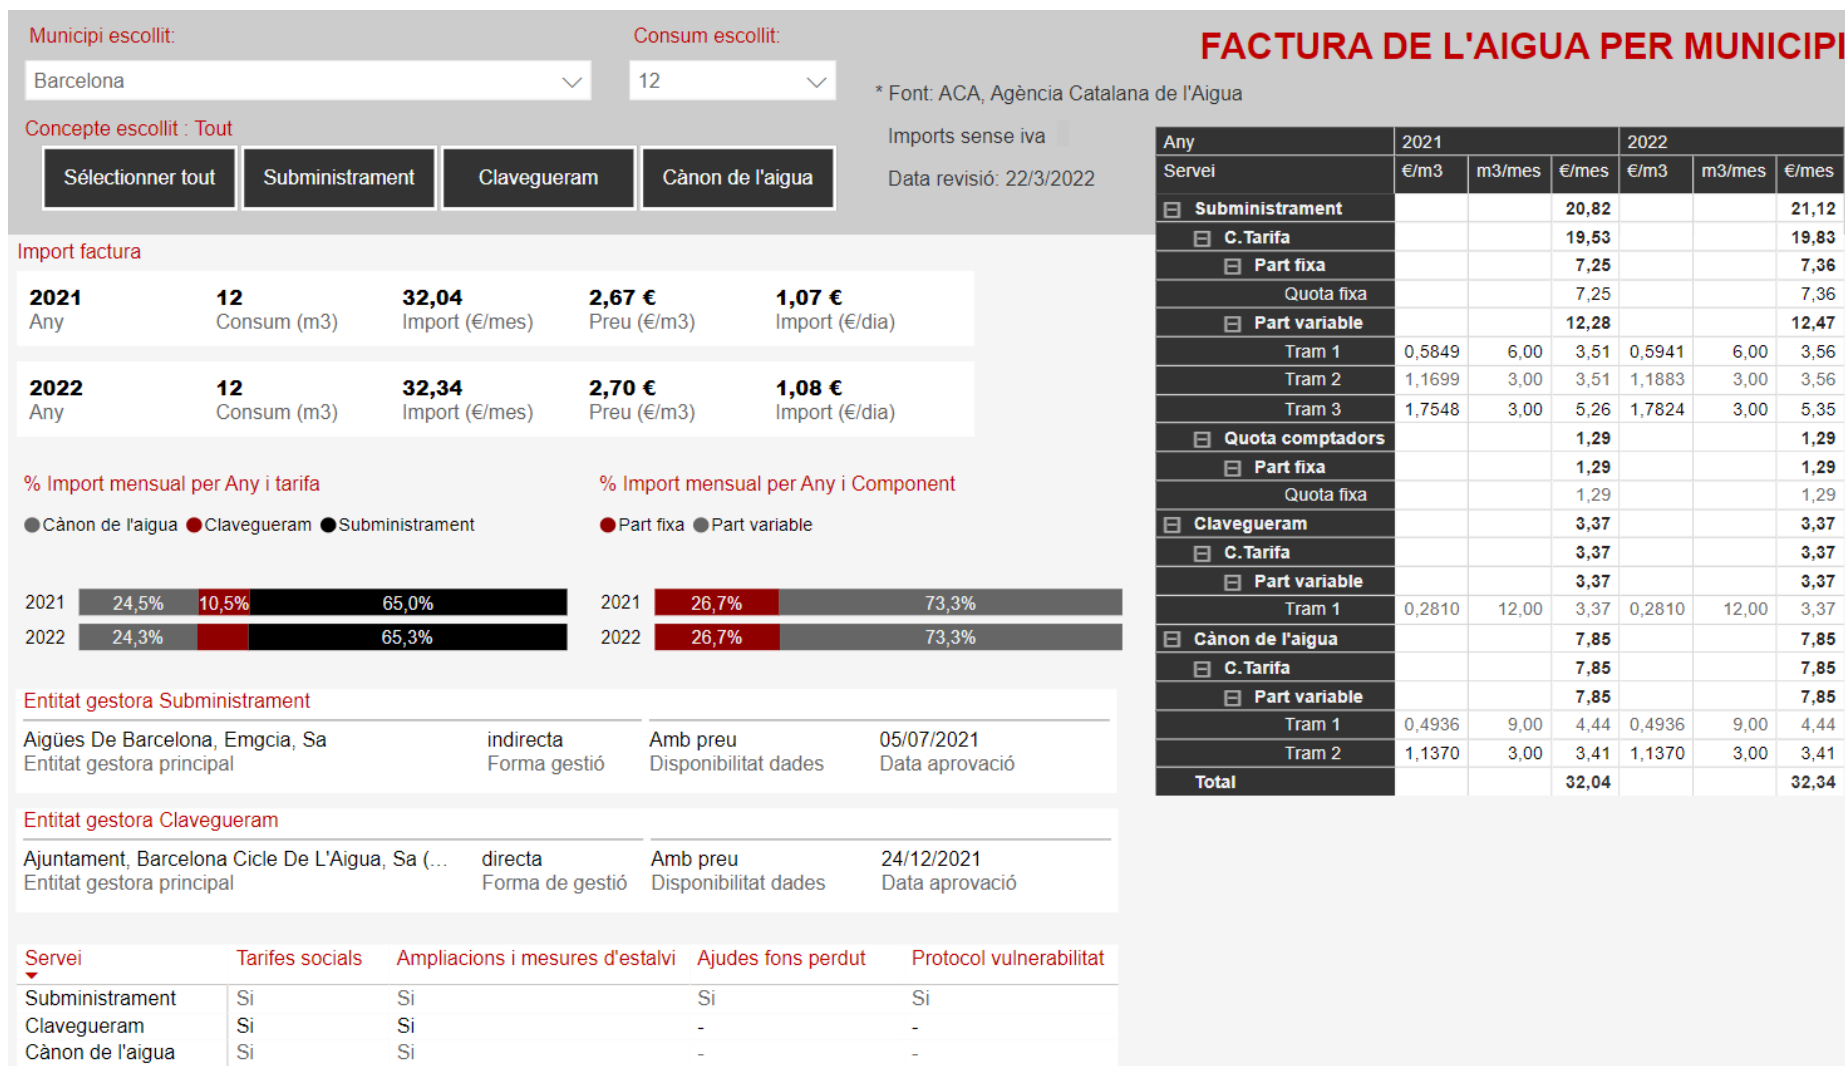 Municipi escollit:
Barcelona
Consum escollit:
12
FACTURA DE L'AIGUA PER MUNICIPI
* Font: ACA, Agència Catalana de l'Aigua
Concepte escollit : Tout
Sélectionner tout
Subministrament
Clavegueram
Cànon de l'aigua
Imports sense iva
Data revisió: 22/3/2022
Import factura
2021 12 32,04 2,67 € 1,07 €
Any Consum (m3) Import (€/mes) Preu (€/m3) Import (€/dia)
2022 12 32,34 2,70 € 1,08 €
Any Consum (m3) Import (€/mes) Preu (€/m3) Import (€/dia)
% Import mensual per Any i tarifa
Cànon de l'aigua Clavegueram Subministrament
2021 24,5% 10,5% 65,0%
2022 24,3% 65,3%
% Import mensual per Any i Component
Part fixa Part variable
2021 26,7% 73,3%
2022 26,7% 73,3%
Entitat gestora Subministrament
Aigües De Barcelona, Emgcia, Sa indirecta Amb preu 05/07/2021
Entitat gestora principal Forma gestió Disponibilitat dades Data aprovació
Entitat gestora Clavegueram
Ajuntament, Barcelona Cicle De L'Aigua, Sa (... directa Amb preu 24/12/2021
Entitat gestora principal Forma de gestió Disponibilitat dades Data aprovació
Servei Tarifes socials Ampliacions i mesures d'estalvi Ajudes fons perdut Protocol vulnerabilitat
Subministrament Si Si Si Si
Clavegueram Si Si - -
Cànon de l'aigua Si Si - -
Any 2021 2022
Servei €/m3 m3/mes €/mes €/m3 m3/mes €/mes
Subministrament 20,82 21,12
C.Tarifa 19,53 19,83
Part fixa 7,25 7,36
Quota fixa 7,25 7,36
Part variable 12,28 12,47
Tram 1 0,5849 6,00 3,51 0,5941 6,00 3,56
Tram 2 1,1699 3,00 3,51 1,1883 3,00 3,56
Tram 3 1,7548 3,00 5,26 1,7824 3,00 5,35
Quota comptadors 1,29 1,29
Part fixa 1,29 1,29
Quota fixa 1,29 1,29
Clavegueram 3,37 3,37
C.Tarifa 3,37 3,37
Part variable 3,37 3,37
Tram 1 0,2810 12,00 3,37 0,2810 12,00 3,37
Cànon de l'aigua 7,85 7,85
C.Tarifa 7,85 7,85
Part variable 7,85 7,85
Tram 1 0,4936 9,00 4,44 0,4936 9,00 4,44
Tram 2 1,1370 3,00 3,41 1,1370 3,00 3,41
Total 32,04 32,34